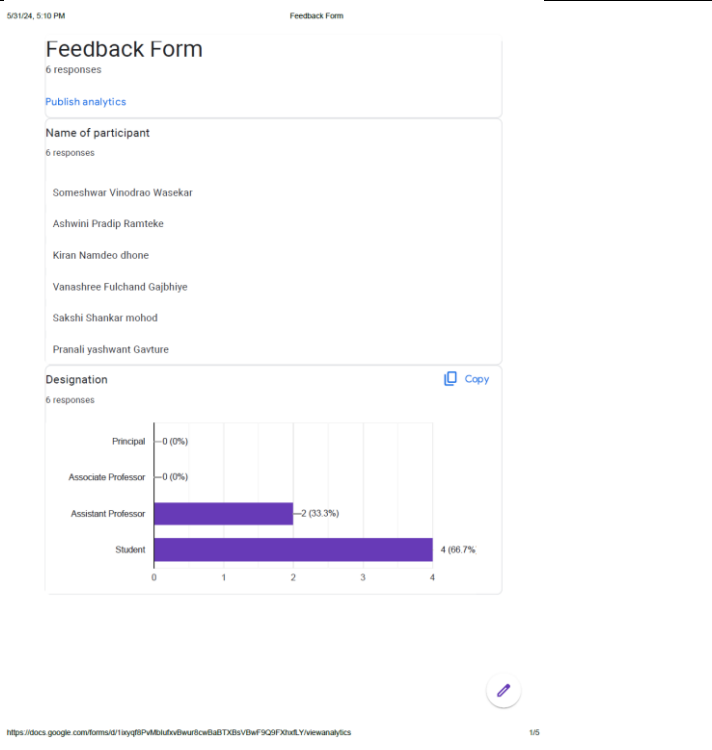 5/31/24, 5:10 PM Feedback Form
Feedback Form
6 responses
Publish analytics
Name of participant
6 responses
Someshwar Vinodrao Wasekar
Ashwini Pradip Ramteke
Kiran Namdeo dhone
Vanashree Fulchand Gajbhiye
Sakshi Shankar mohod
Pranali yashwant Gavture
Designation Copy
6 responses
Principal 0 (0%)
Associate Professor 0 (0%)
Assistant Professor 2 (33.3%)
Student 4 (66.7%
0 1 2 3 4
1/5